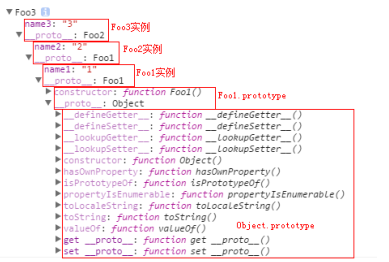 Foo3
name3: "3"
Foo3实例
__proto__: Foo2
name2: "2"
Foo2实例
__proto__: Foo1
name1: "1"
Foo1实例
__proto__: Foo1
constructor: function Foo1()
Foo1.prototype
__proto__: Object
__defineGetter__: function __defineGetter__()
__defineSetter__: function __defineSetter__()
__lookupGetter__: function __lookupGetter__()
__lookupSetter__: function __lookupSetter__()
constructor: function Object()
hasOwnProperty: function hasOwnProperty()
isPrototypeOf: function isPrototypeOf()
propertyIsEnumerable: function propertyIsEnumerable()
toLocaleString: function toLocaleString()
toString: function toString()
valueOf: function valueOf()
Object.prototype
get __proto__: function get __proto__()
set __proto__: function set __proto__()